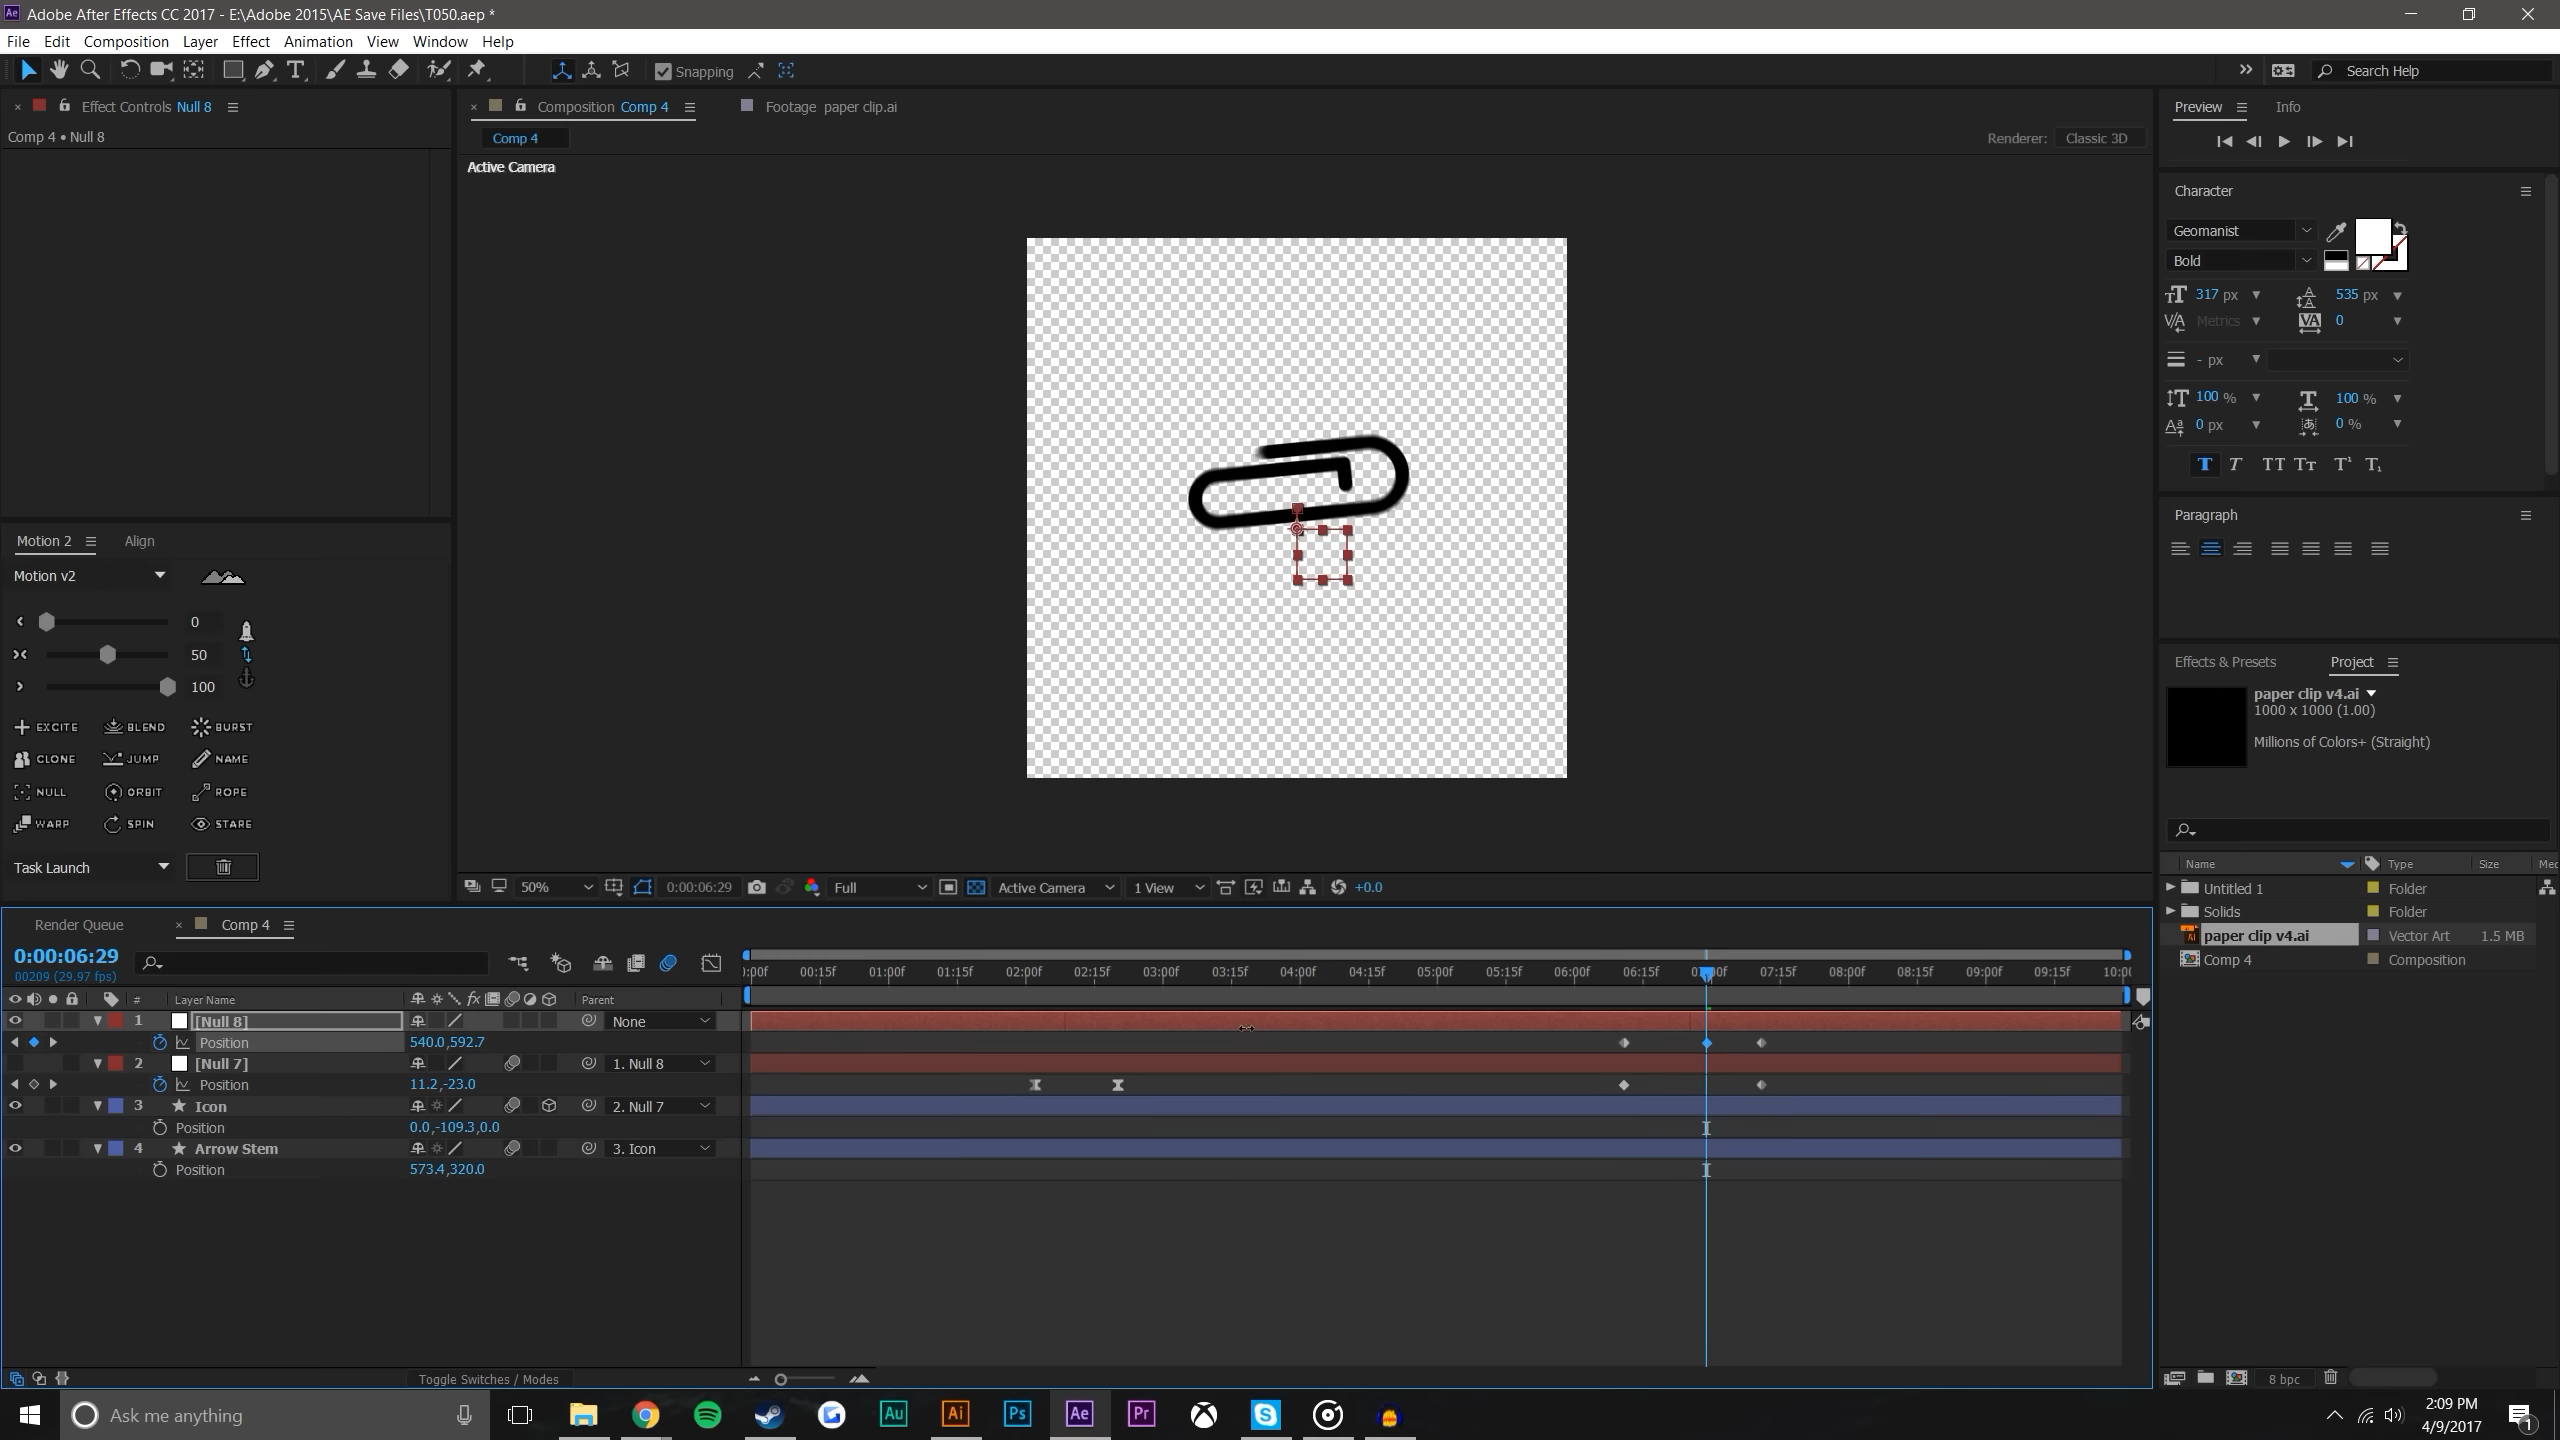 Adobe After Effects CC 2017 - E:\Adobe 2015\AE Save Files\T050.aep *
File Edit Composition Layer Effect Animation View Window Help
Snapping
Search Help
Effect Controls Null 8
Comp 4 • Null 8
Composition Comp 4
Footage paper clip.ai
Comp 4
Renderer: Classic 3D
Active Camera
Preview
Info
Character
Geomanist
Bold
317 px
535 px
Metrics
0
- px
100 %
100 %
0 px
0 %
Paragraph
Motion 2
Align
Motion v2
0
50
100
EXCITE BLEND BURST
CLONE JUMP NAME
NULL ORBIT ROPE
WARP SPIN STARE
Task Launch
50%
0:00:06:29
Full
Active Camera
1 View
+0.0
Effects & Presets
Project
paper clip v4.ai
1000 x 1000 (1.00)
Millions of Colors+ (Straight)
Name Type Size
Untitled 1 Folder
Solids Folder
paper clip v4.ai Vector Art 1.5 MB
Comp 4 Composition
8 bpc
Render Queue
Comp 4
0:00:06:29
00209 (29.97 fps)
# Layer Name Parent
00:15f 01:00f 01:15f 02:00f 02:15f 03:00f 03:15f 04:00f 04:15f 05:00f 05:15f 06:00f 06:15f 07:15f 08:00f 08:15f 09:00f 09:15f
1 [Null 8] None
Position 540.0,592.7
2 [Null 7] 1. Null 8
Position 11.2,-23.0
3 Icon 2. Null 7
Position 0.0,-109.3,0.0
4 Arrow Stem 3. Icon
Position 573.4,320.0
Toggle Switches / Modes
Ask me anything
Au Ai Ps Ae Pr
2:09 PM
4/9/2017
1